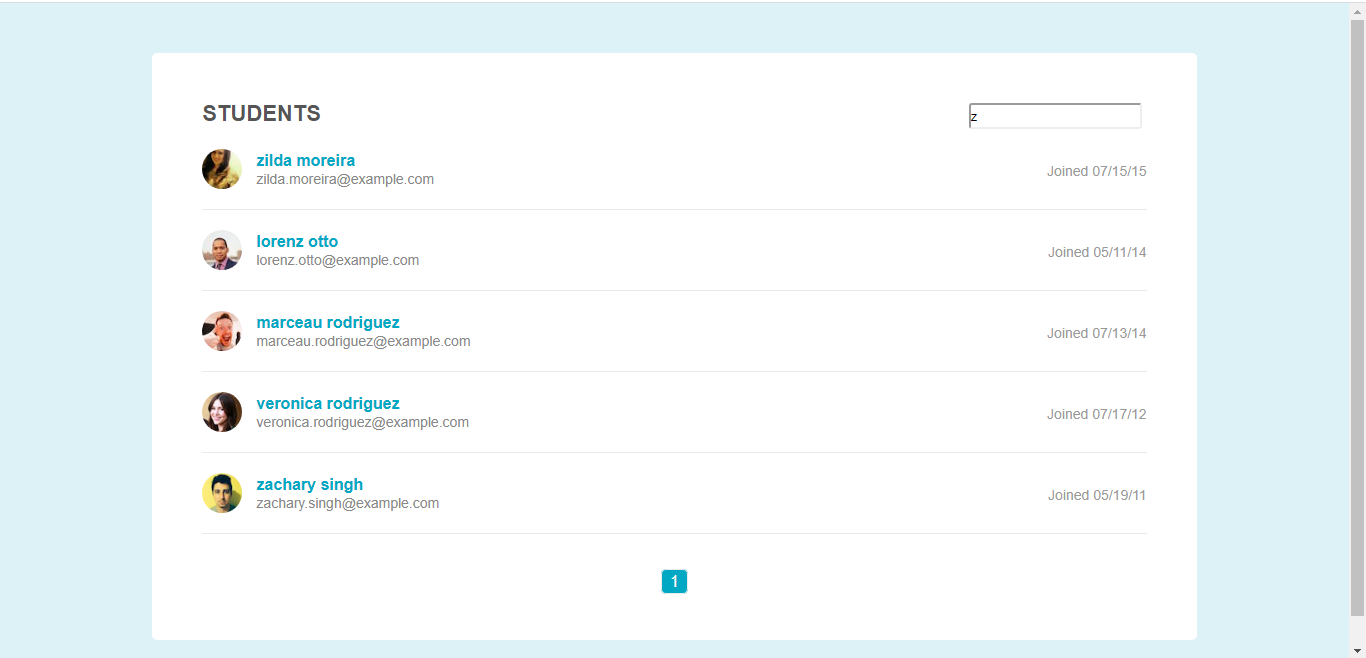 STUDENTS
z
zilda moreira
zilda.moreira@example.com
Joined 07/15/15
lorenz otto
lorenz.otto@example.com
Joined 05/11/14
marceau rodriguez
marceau.rodriguez@example.com
Joined 07/13/14
veronica rodriguez
veronica.rodriguez@example.com
Joined 07/17/12
zachary singh
zachary.singh@example.com
Joined 05/19/11
1